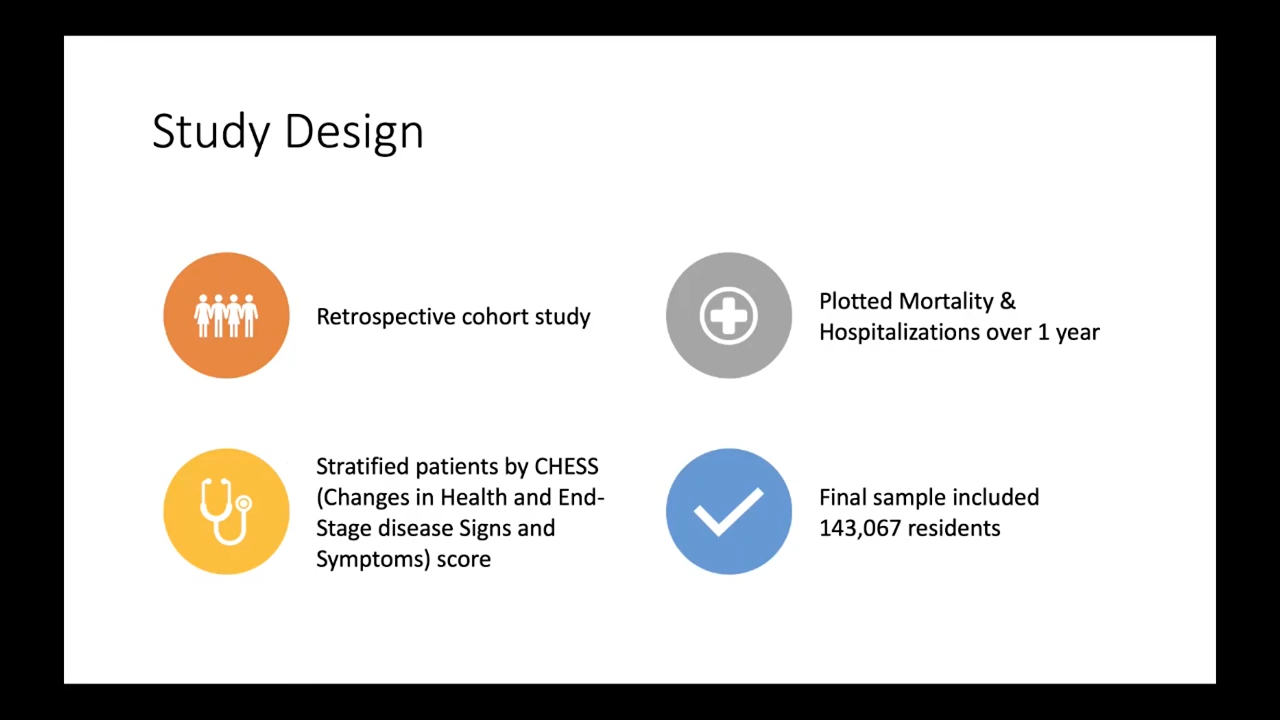 Study Design
Retrospective cohort study
Plotted Mortality &
Hospitalizations over 1 year
Stratified patients by CHESS
(Changes in Health and End-
Stage disease Signs and
Symptoms) score
Final sample included
143,067 residents